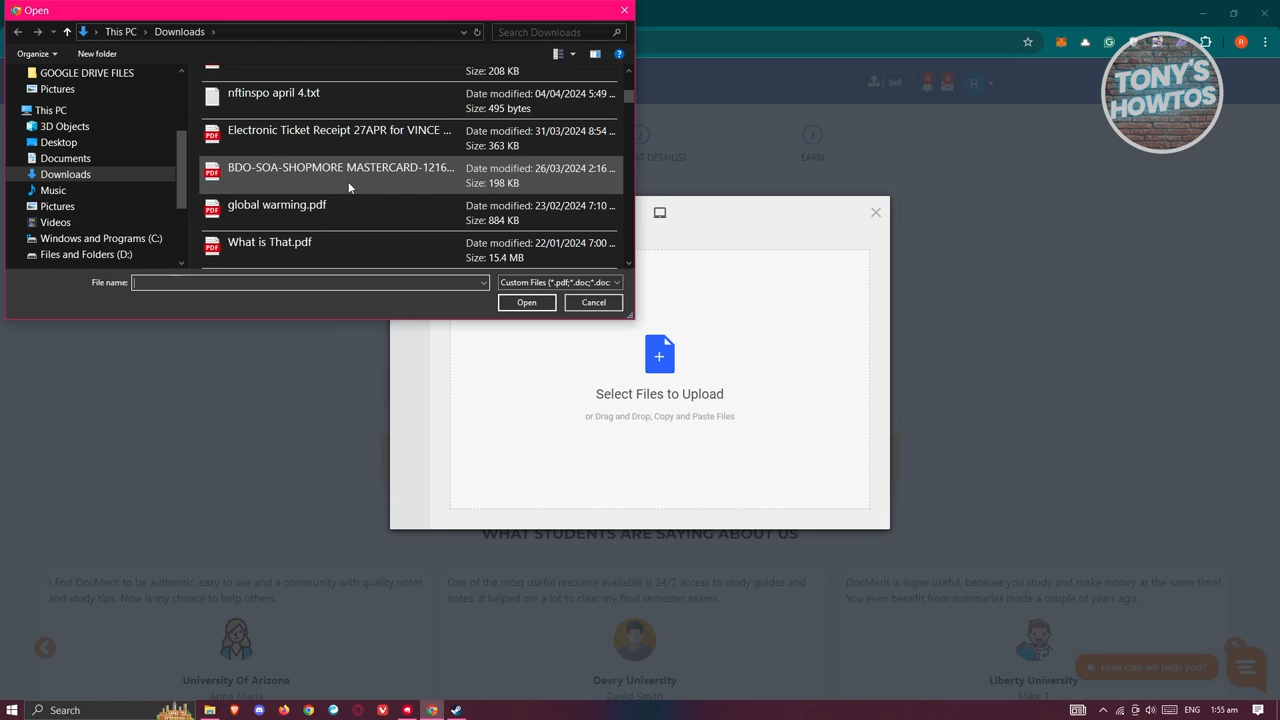 Open
This PC
Downloads
Search Downloads
Organize
New folder
GOOGLE DRIVE FILES
Pictures
This PC
3D Objects
Desktop
Documents
Downloads
Music
Pictures
Videos
Windows and Programs (C:)
Files and Folders (D:)
Size: 208 KB
nftinspo april 4.txt
Date modified: 04/04/2024 5:49 ...
Size: 495 bytes
Electronic Ticket Receipt 27APR for VINCE ...
Date modified: 31/03/2024 8:54 ...
Size: 363 KB
BDO-SOA-SHOPMORE MASTERCARD-1216...
Date modified: 26/03/2024 2:16 ...
Size: 198 KB
global warming.pdf
Date modified: 23/02/2024 7:10 ...
Size: 884 KB
What is That.pdf
Date modified: 22/01/2024 7:00 ...
Size: 15.4 MB
File name:
Custom Files (*.pdf;*.doc;*.doc
Open
Cancel
Sell
R
TONY'S
HOWTOS
2
3
EARN
Select Files to Upload
or Drag and Drop, Copy and Paste Files
WHAT STUDENTS ARE SAYING ABOUT US
I find DocMerit to be authentic, easy to use and a community with quality notes
and study tips. Now is my chance to help others.
University Of Arizona
Anna Maria
One of the most useful resource available is 24/7 access to study guides and
notes. It helped me a lot to clear my final semester exams.
Devry University
David Smith
DocMerit is super useful, because you study and make money at the same time!
You even benefit from summaries made a couple of years ago.
Liberty University
Mike T.
How can we help you?
Search
ENG
1:55 am